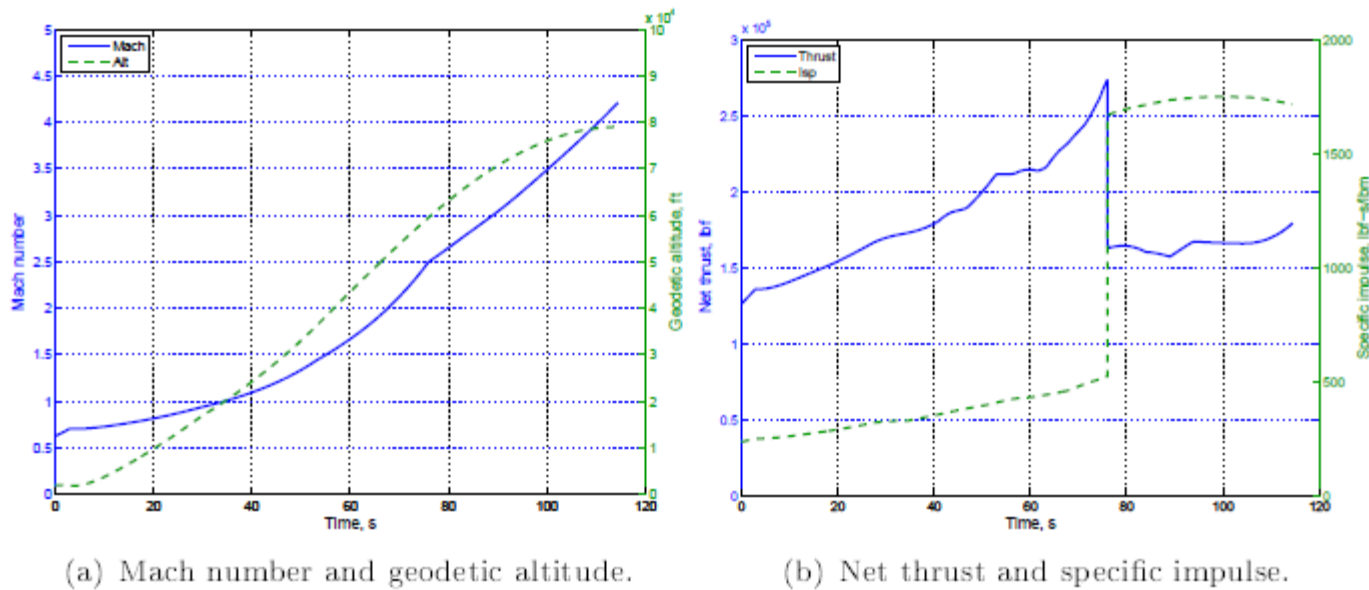 x 10⁴
5
4.5
4
3.5
3
2.5
2
1.5
1
0.5
0
Mach number
Mach
Alt
10
9
8
7
6
5
4
3
2
1
0
Geodetic altitude, ft
0 20 40 60 80 100 120
Time, s
(a) Mach number and geodetic altitude.
x 10⁵
3
2.5
2
1.5
1
0.5
0
Net thrust, lbf
Thrust
Isp
2000
1500
1000
500
0
Specific impulse, lbf-s/lbm
0 20 40 60 80 100 120
Time, s
(b) Net thrust and specific impulse.